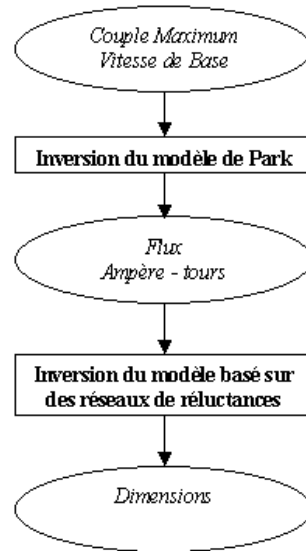 Couple Maximum
Vitesse de Base
Inversion du modèle de Park
Flux
Ampère - tours
Inversion du modèle basé sur
des réseaux de réluctances
Dimensions